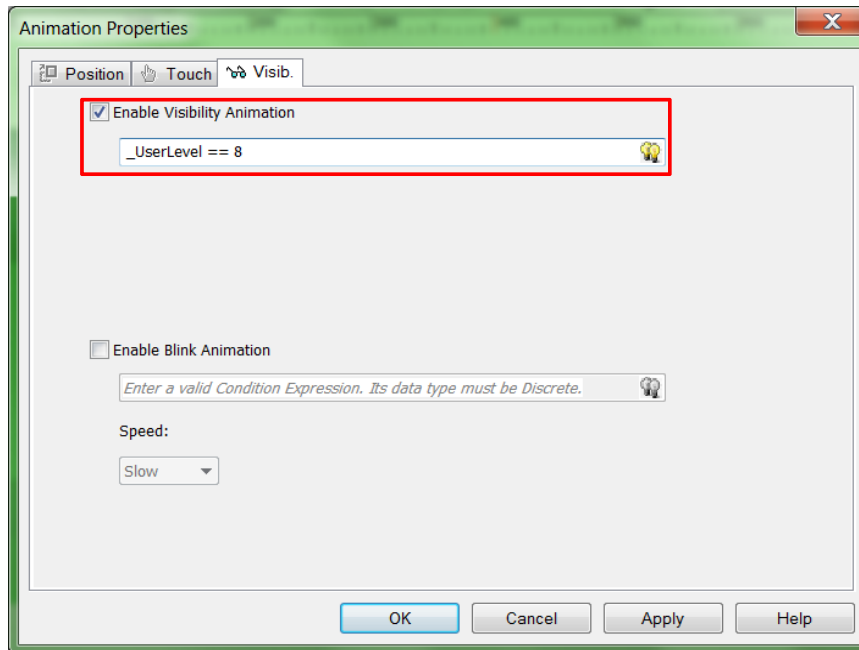 Animation Properties
Position Touch Visib.
Enable Visibility Animation
_UserLevel == 8
Enable Blink Animation
Enter a valid Condition Expression. Its data type must be Discrete.
Speed:
Slow
OK Cancel Apply Help